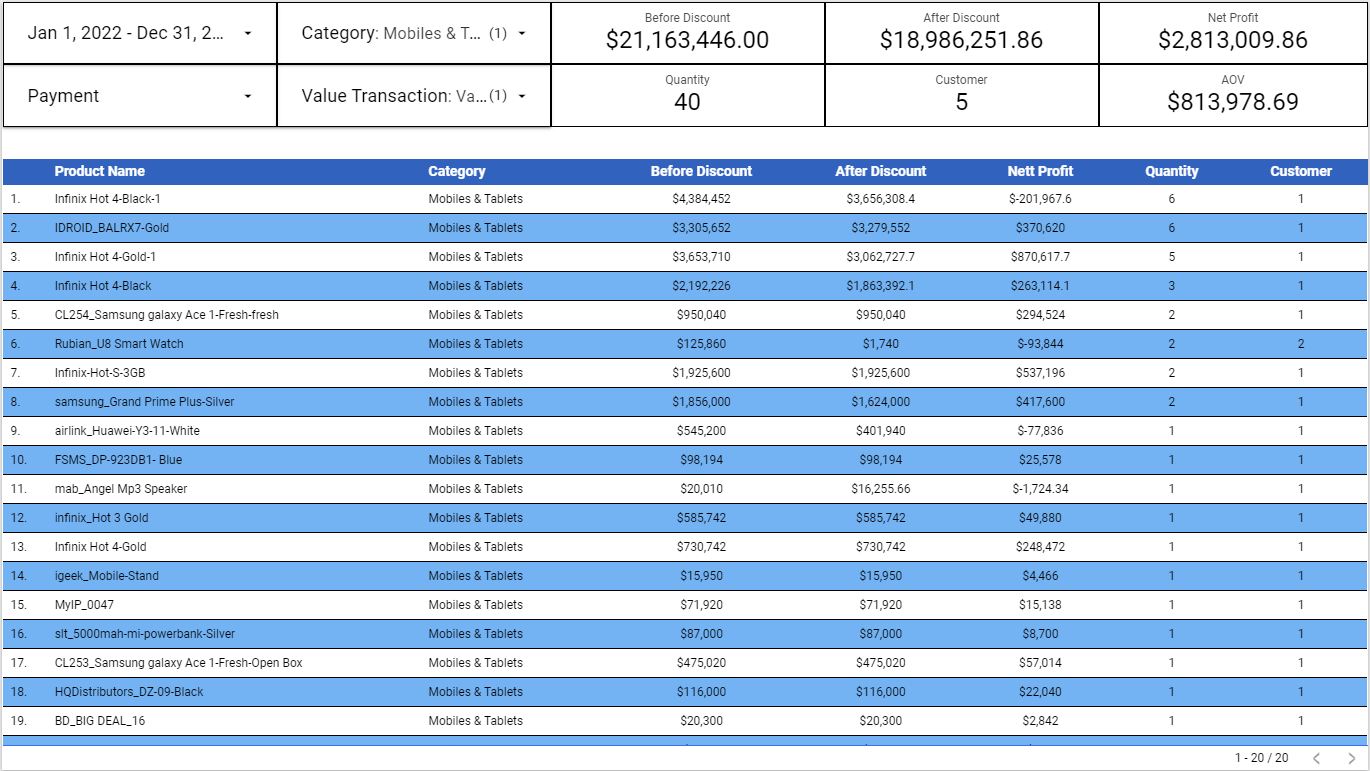 Jan 1, 2022 - Dec 31, 2...
Category: Mobiles & T... (1)
Before Discount
$21,163,446.00
After Discount
$18,986,251.86
Net Profit
$2,813,009.86
Payment
Value Transaction: Va... (1)
Quantity
40
Customer
5
AOV
$813,978.69
Product Name Category Before Discount After Discount Nett Profit Quantity Customer
1. Infinix Hot 4-Black-1 Mobiles & Tablets $4,384,452 $3,656,308.4 $-201,967.6 6 1
2. IDROID_BALRX7-Gold Mobiles & Tablets $3,305,652 $3,279,552 $370,620 6 1
3. Infinix Hot 4-Gold-1 Mobiles & Tablets $3,653,710 $3,062,727.7 $870,617.7 5 1
4. Infinix Hot 4-Black Mobiles & Tablets $2,192,226 $1,863,392.1 $263,114.1 3 1
5. CL254_Samsung galaxy Ace 1-Fresh-fresh Mobiles & Tablets $950,040 $950,040 $294,524 2 1
6. Rubian_U8 Smart Watch Mobiles & Tablets $125,860 $1,740 $-93,844 2 2
7. Infinix-Hot-S-3GB Mobiles & Tablets $1,925,600 $1,925,600 $537,196 2 1
8. samsung_Grand Prime Plus-Silver Mobiles & Tablets $1,856,000 $1,624,000 $417,600 2 1
9. airlink_Huawei-Y3-11-White Mobiles & Tablets $545,200 $401,940 $-77,836 1 1
10. FSMS_DP-923DB1- Blue Mobiles & Tablets $98,194 $98,194 $25,578 1 1
11. mab_Angel Mp3 Speaker Mobiles & Tablets $20,010 $16,255.66 $-1,724.34 1 1
12. infinix_Hot 3 Gold Mobiles & Tablets $585,742 $585,742 $49,880 1 1
13. Infinix Hot 4-Gold Mobiles & Tablets $730,742 $730,742 $248,472 1 1
14. igeek_Mobile-Stand Mobiles & Tablets $15,950 $15,950 $4,466 1 1
15. MyIP_0047 Mobiles & Tablets $71,920 $71,920 $15,138 1 1
16. slt_5000mah-mi-powerbank-Silver Mobiles & Tablets $87,000 $87,000 $8,700 1 1
17. CL253_Samsung galaxy Ace 1-Fresh-Open Box Mobiles & Tablets $475,020 $475,020 $57,014 1 1
18. HQDistributors_DZ-09-Black Mobiles & Tablets $116,000 $116,000 $22,040 1 1
19. BD_BIG DEAL_16 Mobiles & Tablets $20,300 $20,300 $2,842 1 1
1 - 20 / 20